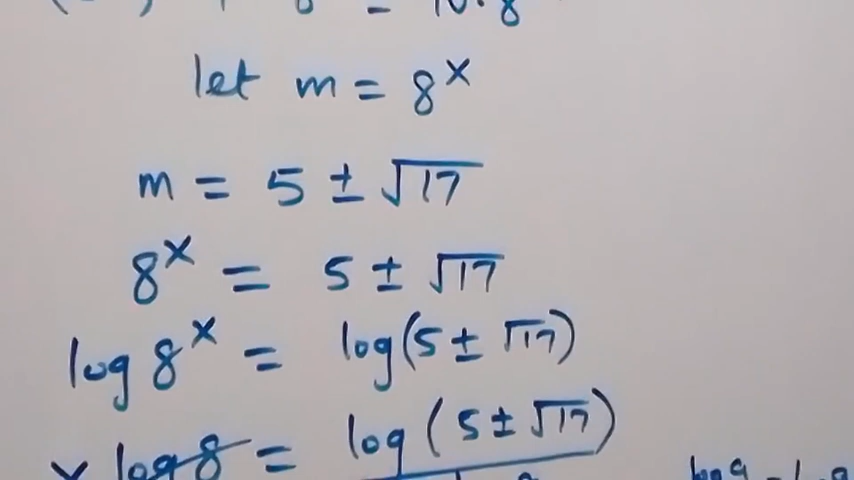 let m = 8^x
m = 5 ± √17
8^x = 5 ± √17
log 8^x = log(5 ± √17)
x log 8 = log(5 ± √17)